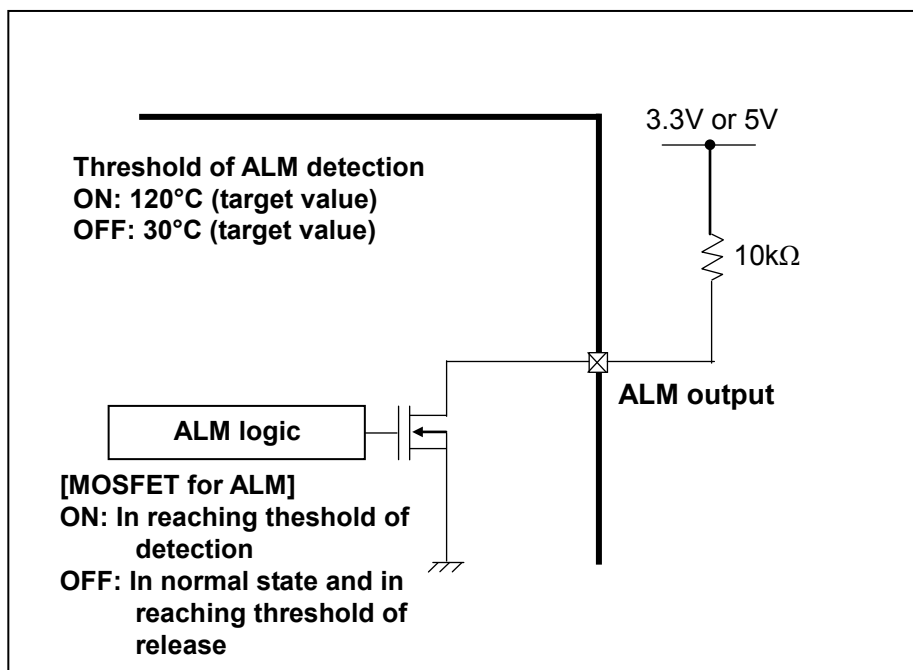 3.3V or 5V
Threshold of ALM detection
ON: 120°C (target value)
OFF: 30°C (target value)
10kΩ
ALM output
ALM logic
[MOSFET for ALM]
ON: In reaching theshold of
detection
OFF: In normal state and in
reaching threshold of
release